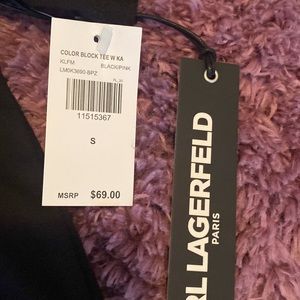 COLOR BLOCK TEE W KA
KLFM BLACK/PINK
LM0K3690 BPZ
11515367
S
MSRP $69.00
RL LAGERFELD
PARIS